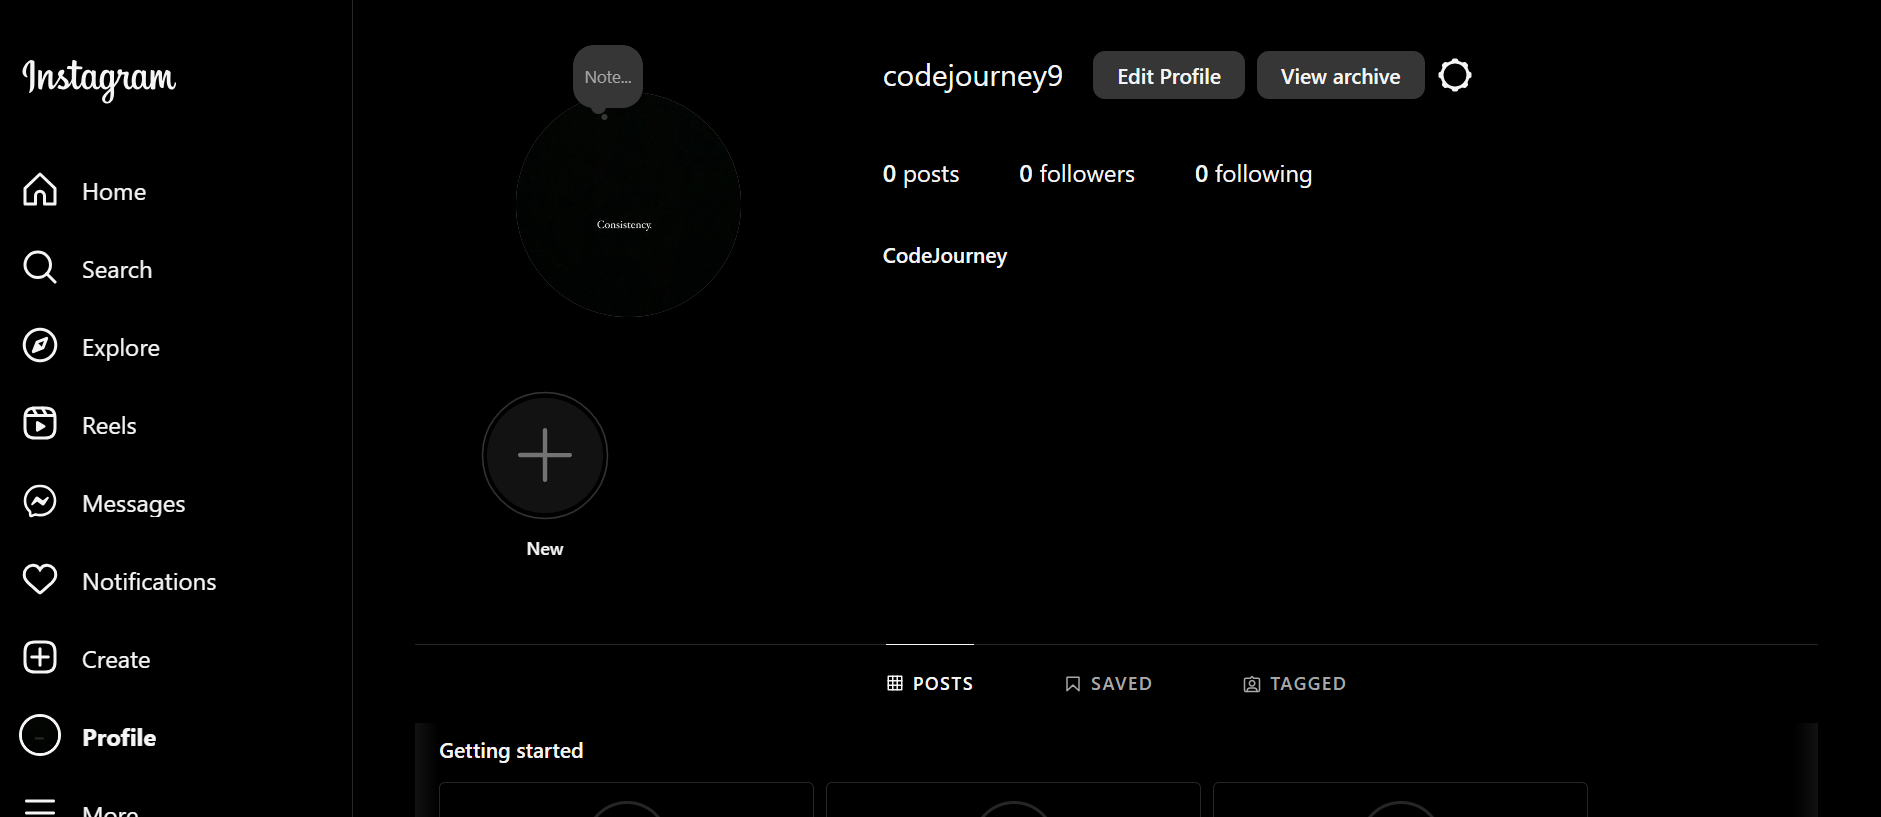 Instagram
Home
Search
Explore
Reels
Messages
Notifications
Create
Profile
More
Note...
Consistency.
codejourney9
Edit Profile
View archive
0 posts 0 followers 0 following
CodeJourney
New
POSTS SAVED TAGGED
Getting started